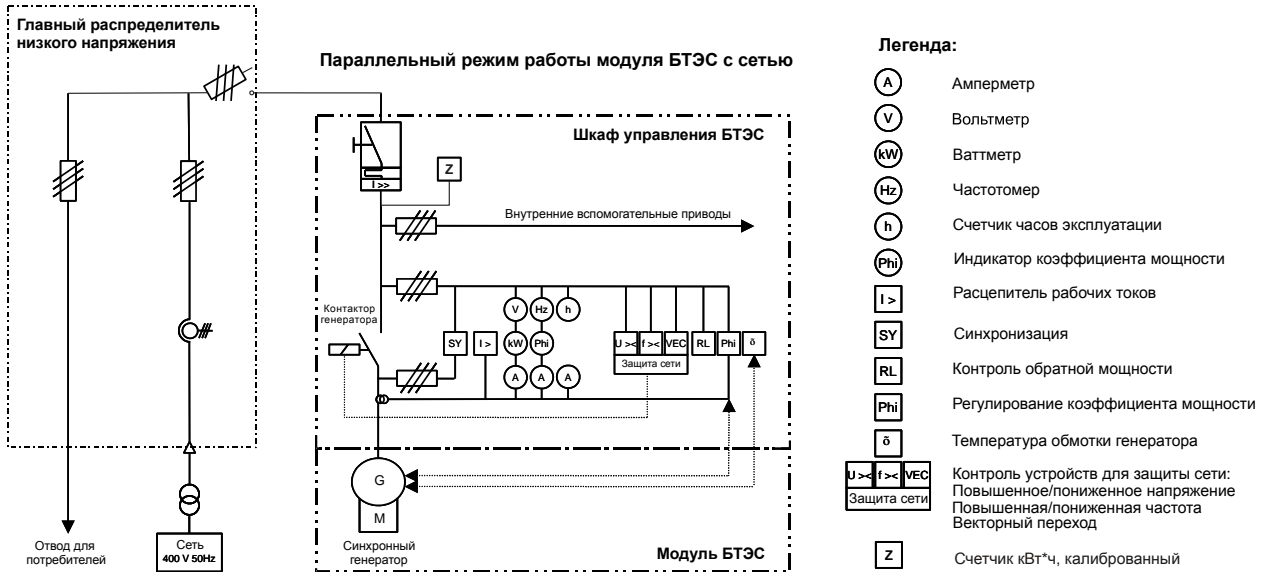 Главный распределитель
низкого напряжения
Параллельный режим работы модуля БТЭС с сетью
Шкаф управления БТЭС
I >>
Z
Внутренние вспомогательные приводы
Контактор
генератора
SY
I >
V
Hz
h
kW
Phi
A
A
A
U ><
f ><
VEC
Защита сети
RL
Phi
õ
G
M
Синхронный
генератор
Модуль БТЭС
Отвод для
потребителей
Сеть
400 V 50Hz
Легенда:
A Амперметр
V Вольтметр
kW Ваттметр
Hz Частотомер
h Счетчик часов эксплуатации
Phi Индикатор коэффициента мощности
I > Расцепитель рабочих токов
SY Синхронизация
RL Контроль обратной мощности
Phi Регулирование коэффициента мощности
õ Температура обмотки генератора
U >< f >< VEC Контроль устройств для защиты сети:
Защита сети Повышенное/пониженное напряжение
Повышенная/пониженная частота
Векторный переход
Z Счетчик кВт*ч, калиброванный